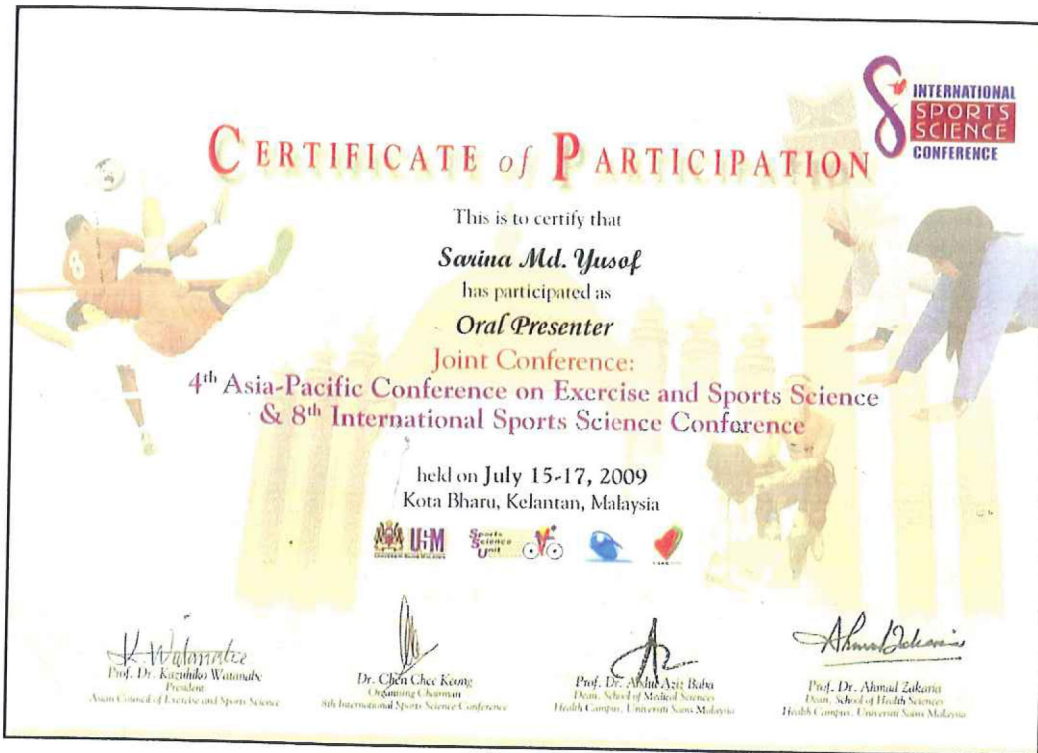 INTERNATIONAL
SPORTS
SCIENCE
CONFERENCE
CERTIFICATE of PARTICIPATION
This is to certify that
Sarina Md. Yusof
has participated as
Oral Presenter
Joint Conference:
4th Asia-Pacific Conference on Exercise and Sports Science
& 8th International Sports Science Conference
held on July 15-17, 2009
Kota Bharu, Kelantan, Malaysia
USM
Sports
Science
Unit
K. Watanabe
Prof. Dr. Kazuhiko Watanabe
President
Asian Council of Exercise and Sports Science
Dr. Chen Chee Keong
Organising Chairman
8th International Sports Science Conference
Prof. Dr. Abdul Aziz Baba
Dean, School of Medical Sciences
Health Campus, Universiti Sains Malaysia
Prof. Dr. Ahmad Zakaria
Dean, School of Health Sciences
Health Campus, Universiti Sains Malaysia